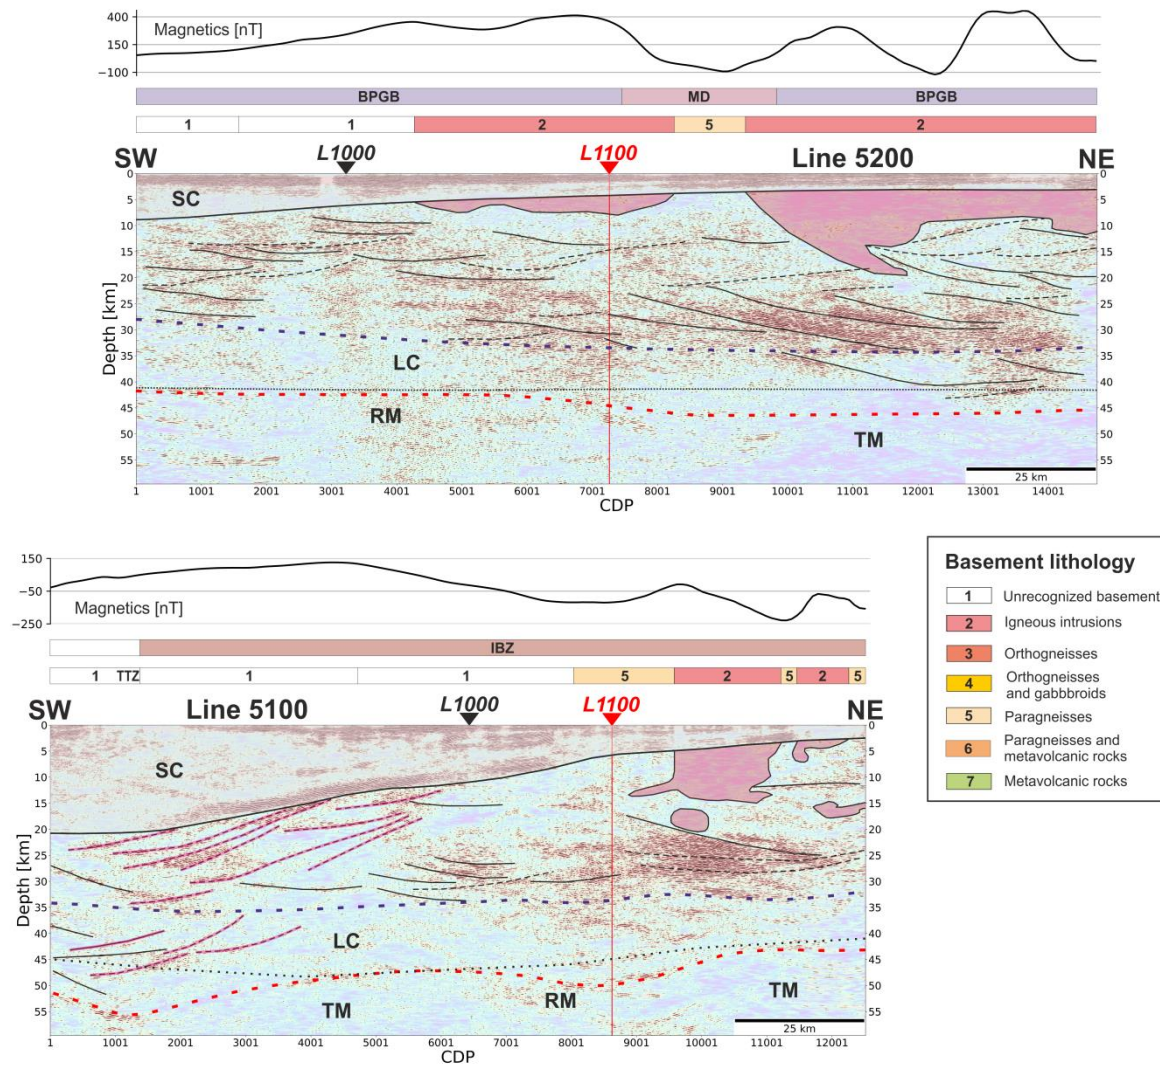 400
Magnetics [nT]
150
−100
BPGB MD BPGB
1 1 2 5 2
SW L1000 L1100 Line 5200 NE
0 0
SC
5 5
10 10
15 15
20 20
25 25
30 30
35 35
LC
40 40
45 45
RM
50 50
TM
55 55
Depth [km]
25 km
1 1001 2001 3001 4001 5001 6001 7001 8001 9001 10001 11001 12001 13001 14001
CDP
150
−50
Magnetics [nT]
−250
IBZ
1 TTZ 1 1 5 2 5 2 5
SW Line 5100 L1000 L1100 NE
0 0
5 5
SC
10 10
15 15
20 20
25 25
30 30
35 35
40 40
LC
45 45
50 50
TM RM TM
55 55
Depth [km]
25 km
1 1001 2001 3001 4001 5001 6001 7001 8001 9001 10001 11001 12001
CDP
Basement lithology
1 Unrecognized basement
2 Igneous intrusions
3 Orthogneisses
4 Orthogneisses
and gabbbroids
5 Paragneisses
6 Paragneisses and
metavolcanic rocks
7 Metavolcanic rocks